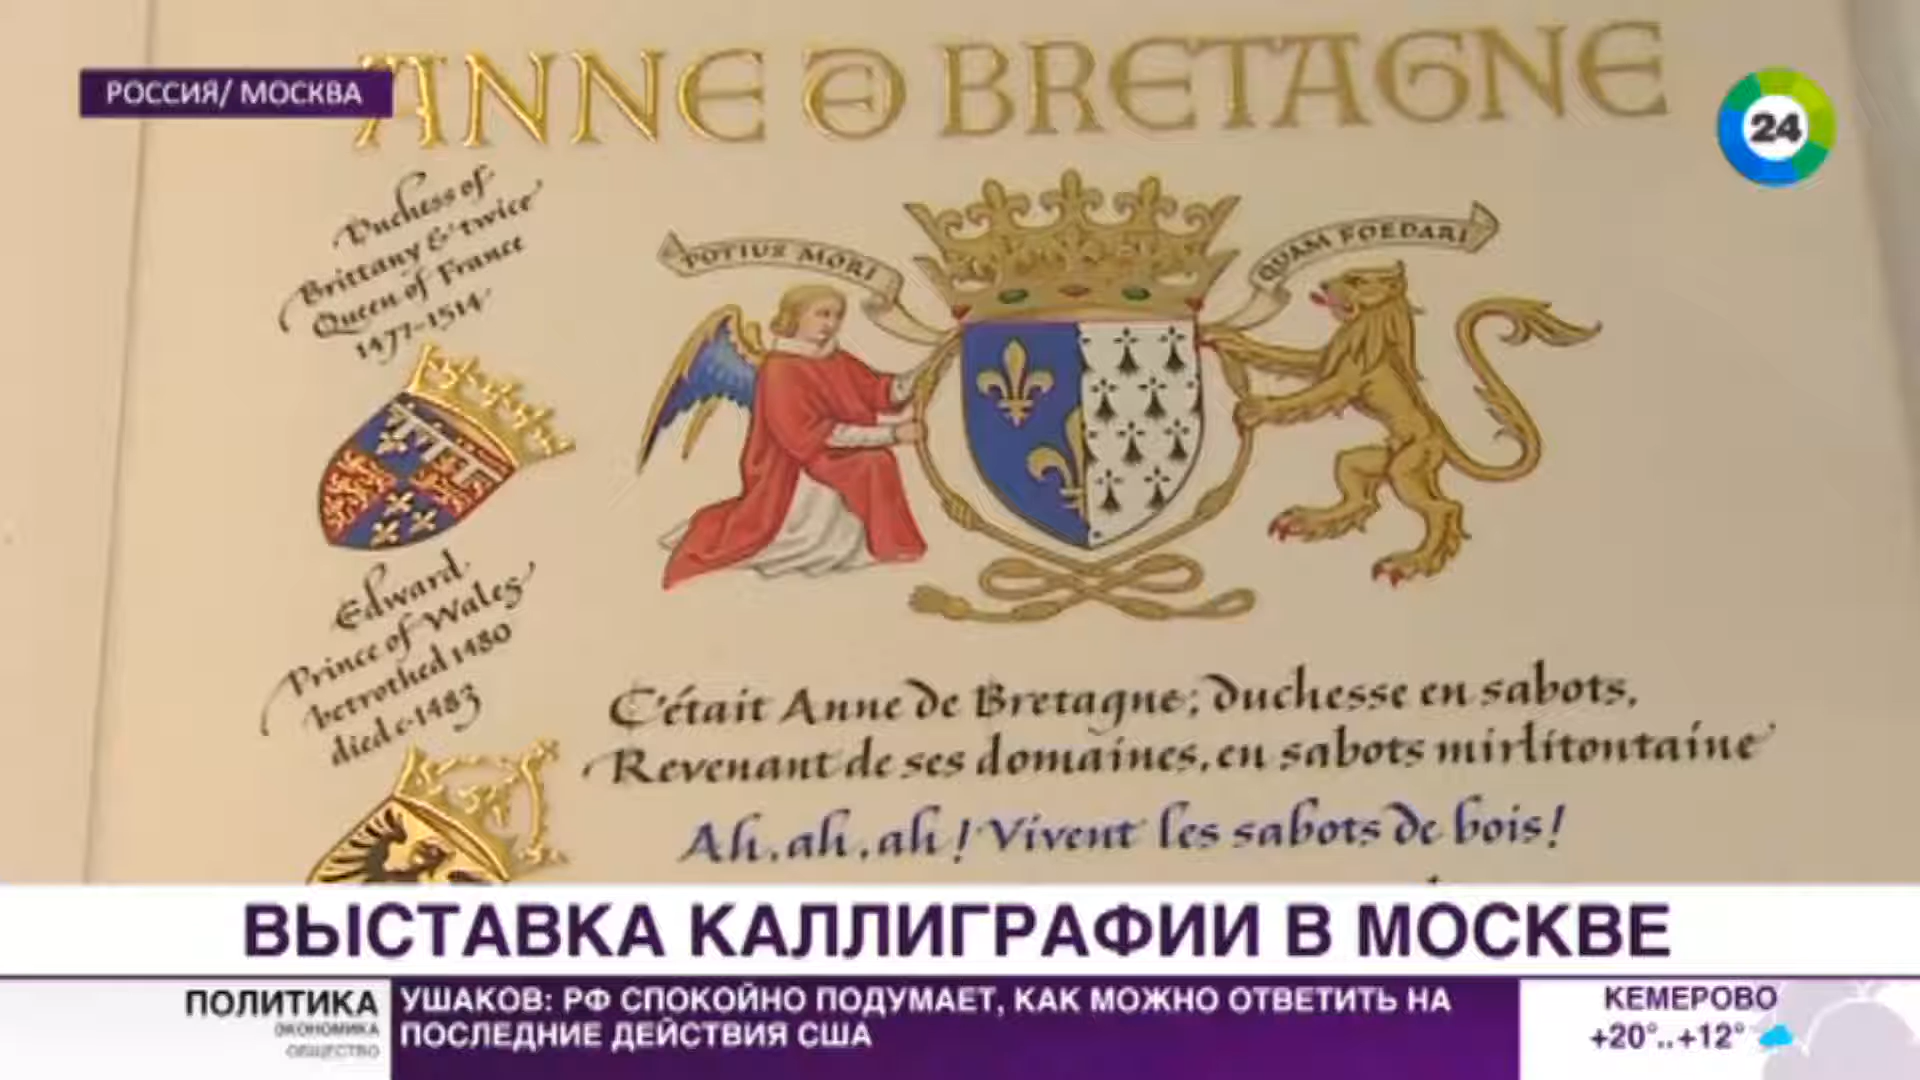 РОССИЯ/ МОСКВА
ANNE DE BRETAGNE
24
Duchess of
Brittany & twice
Queen of France
1477-1514
POTIUS MORI
QUAM FOEDARI
Edward
Prince of Wales
betrothed 1480
died c. 1483
C'était Anne de Bretagne; duchesse en sabots,
Revenant de ses domaines, en sabots mirlitontaine
Ah, ah, ah! Vivent les sabots de bois!
ВЫСТАВКА КАЛЛИГРАФИИ В МОСКВЕ
ПОЛИТИКА
ЭКОНОМИКА
ОБЩЕСТВО
УШАКОВ: РФ СПОКОЙНО ПОДУМАЕТ, КАК МОЖНО ОТВЕТИТЬ НА
ПОСЛЕДНИЕ ДЕЙСТВИЯ США
КЕМЕРОВО
+20°..+12°